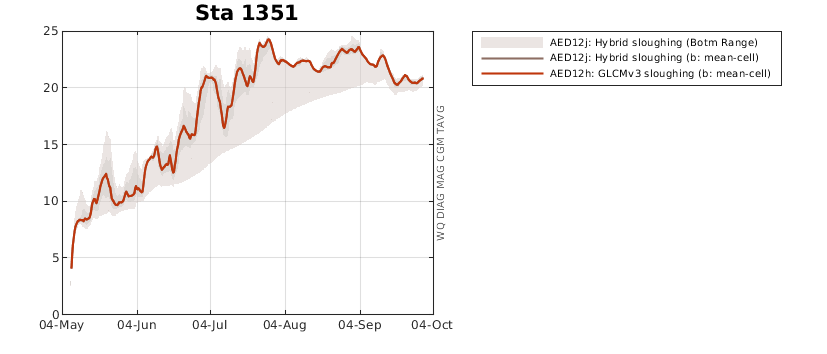 Sta 1351
25
20
15
10
5
0
04-May
04-Jun
04-Jul
04-Aug
04-Sep
04-Oct
WQ DIAG MAG CGM TAVG
AED12j: Hybrid sloughing (Botm Range)
AED12j: Hybrid sloughing (b: mean-cell)
AED12h: GLCMv3 sloughing (b: mean-cell)